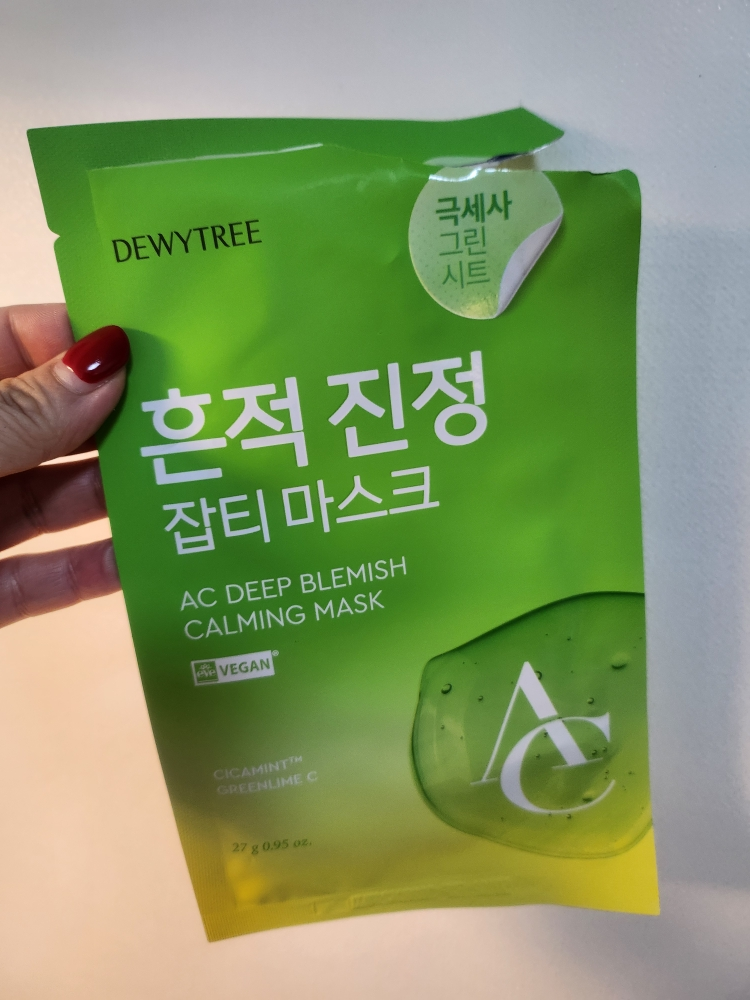 DEWYTREE
극세사
그린
시트
흔적 진정
잡티 마스크
AC DEEP BLEMISH
CALMING MASK
eve VEGAN®
CICAMINT™
GREENLIME C
27 g 0.95 oz.
AC